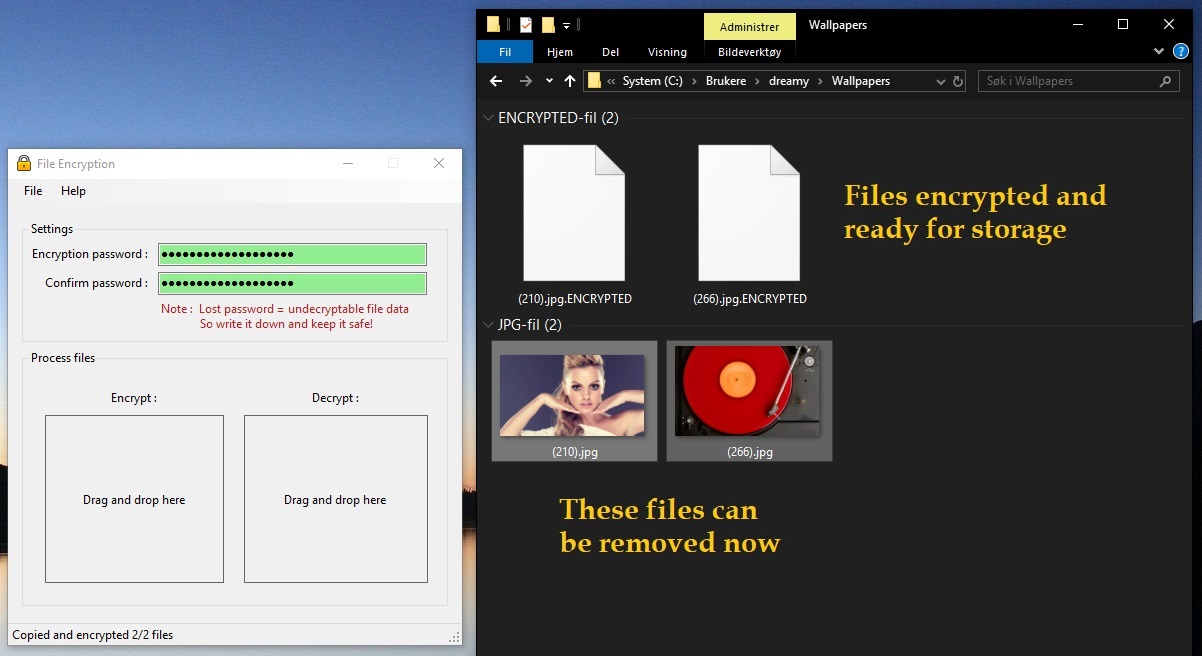 File Encryption
File Help
Settings
Encryption password : ●●●●●●●●●●●●●●●●●●●
Confirm password : ●●●●●●●●●●●●●●●●●●●
Note : Lost password = undecryptable file data
So write it down and keep it safe!
Process files
Encrypt : Decrypt :
Drag and drop here Drag and drop here
Copied and encrypted 2/2 files
Administrer Wallpapers
Fil Hjem Del Visning Bildeverktøy
« System (C:) › Brukere › dreamy › Wallpapers Søk i Wallpapers
ENCRYPTED-fil (2)
Files encrypted and
ready for storage
(210).jpg.ENCRYPTED (266).jpg.ENCRYPTED
JPG-fil (2)
(210).jpg (266).jpg
These files can
be removed now